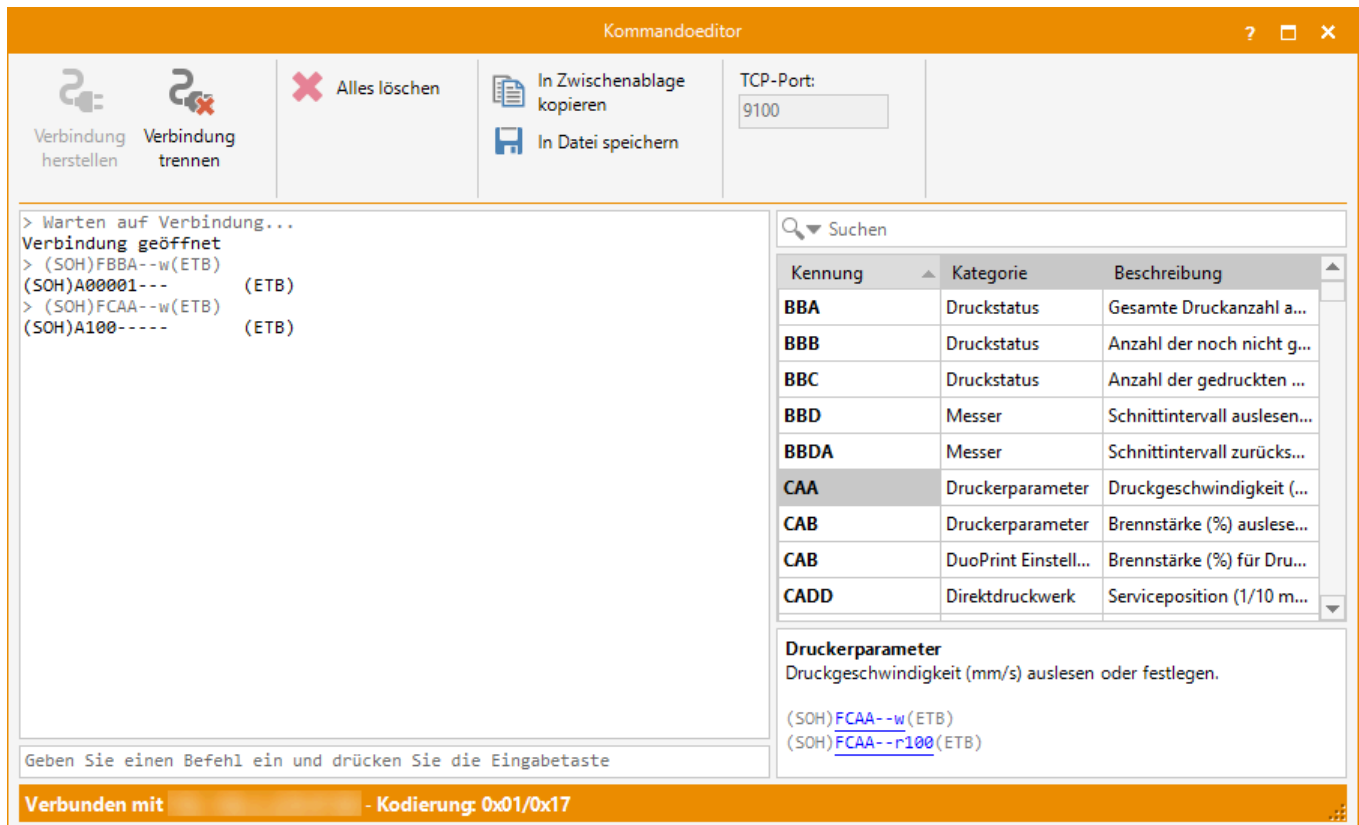 Kommandoeditor
?
Verbindung herstellen
Verbindung trennen
Alles löschen
In Zwischenablage kopieren
In Datei speichern
TCP-Port:
9100
> Warten auf Verbindung...
Verbindung geöffnet
> (SOH)FBBA--w(ETB)
(SOH)A00001---       (ETB)
> (SOH)FCAA--w(ETB)
(SOH)A100-----       (ETB)
Geben Sie einen Befehl ein und drücken Sie die Eingabetaste
Suchen
Kennung Kategorie Beschreibung
BBA Druckstatus Gesamte Druckanzahl a...
BBB Druckstatus Anzahl der noch nicht g...
BBC Druckstatus Anzahl der gedruckten ...
BBD Messer Schnittintervall auslesen...
BBDA Messer Schnittintervall zurücks...
CAA Druckerparameter Druckgeschwindigkeit (...
CAB Druckerparameter Brennstärke (%) auslese...
CAB DuoPrint Einstell... Brennstärke (%) für Dru...
CADD Direktdruckwerk Serviceposition (1/10 m...
Druckerparameter
Druckgeschwindigkeit (mm/s) auslesen oder festlegen.
(SOH)FCAA--w(ETB)
(SOH)FCAA--r100(ETB)
Verbunden mit - Kodierung: 0x01/0x17